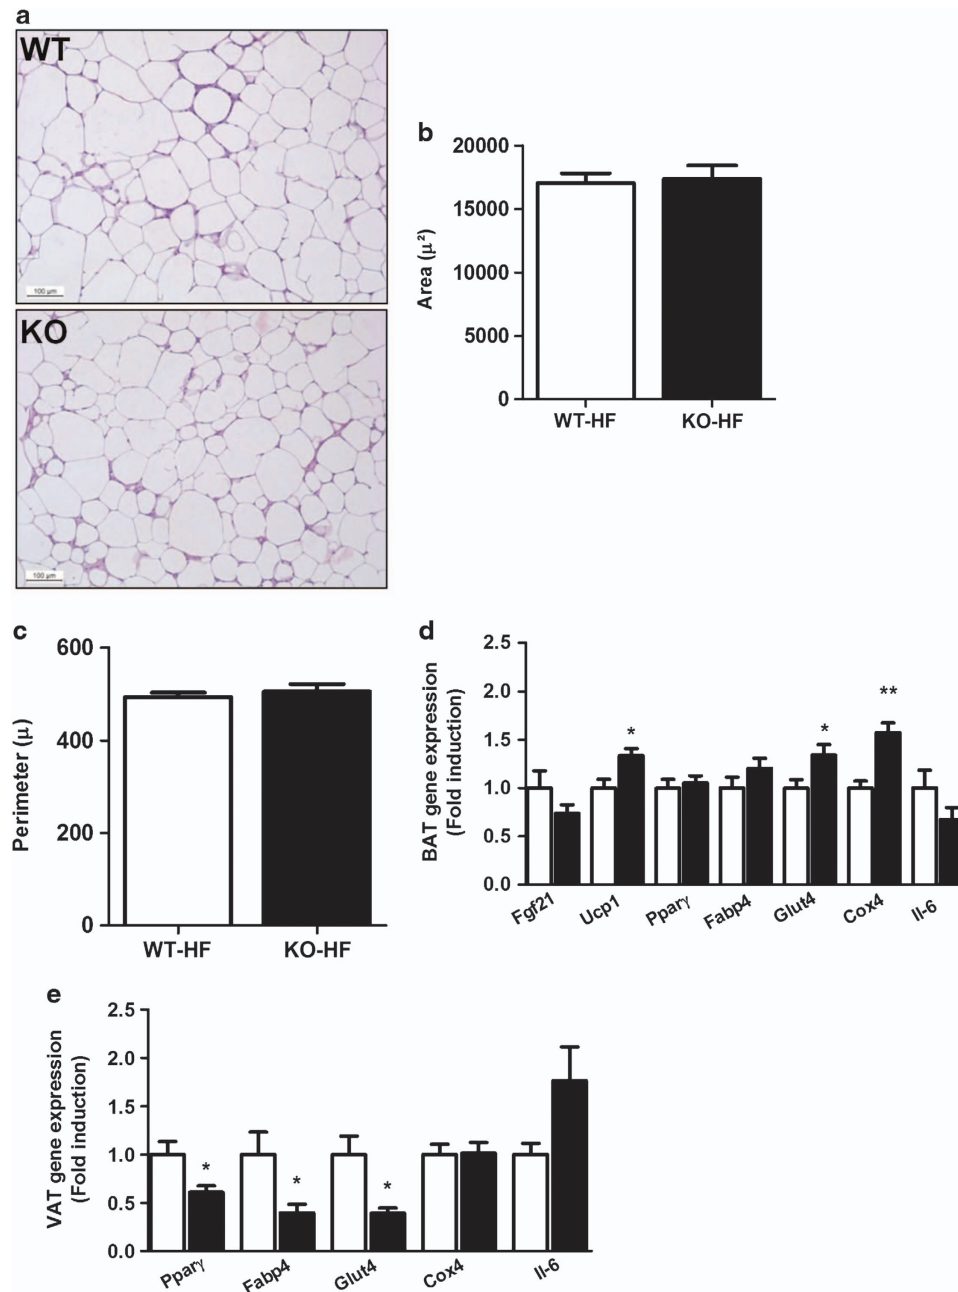 a
WT
100 µm
KO
100 µm
b
20000
15000
10000
5000
0
Area (µ²)
WT-HF KO-HF
c
600
400
200
0
Perimeter (µ)
WT-HF KO-HF
d
2.5
2.0
1.5
1.0
0.5
0.0
BAT gene expression
(Fold induction)
* * **
Fgf21 Ucp1 Pparγ Fabp4 Glut4 Cox4 Il-6
e
2.5
2.0
1.5
1.0
0.5
0.0
VAT gene expression
(Fold induction)
* * *
Pparγ Fabp4 Glut4 Cox4 Il-6